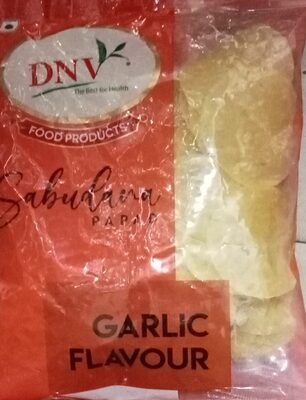 DNV
The Best for Health
FOOD PRODUCTS
Sabudana
PAPAD
GARLIC
FLAVOUR